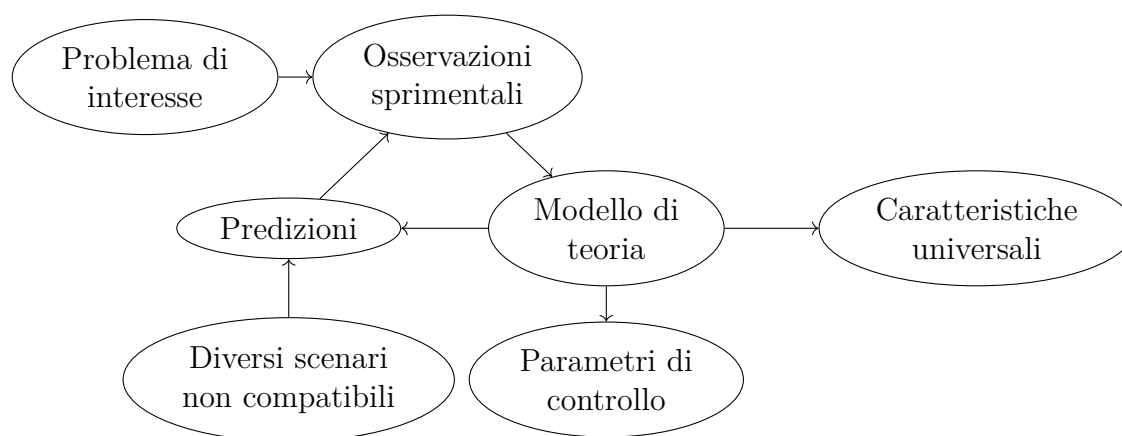 Problema di
interesse
Osservazioni
sprimentali
Predizioni
Modello di
teoria
Caratteristiche
universali
Diversi scenari
non compatibili
Parametri di
controllo